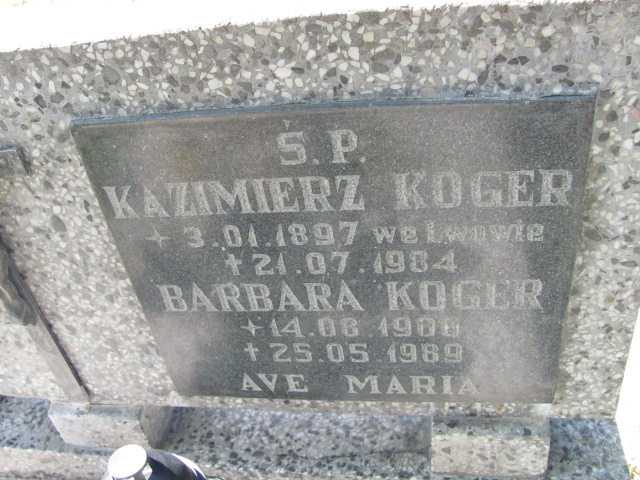 Ś.P.
KAZIMIERZ KOGER
3.01.1897 we Lwowie
†21.07.1984
BARBARA KOGER
14.08.1900
†25.05.1989
AVE MARIA